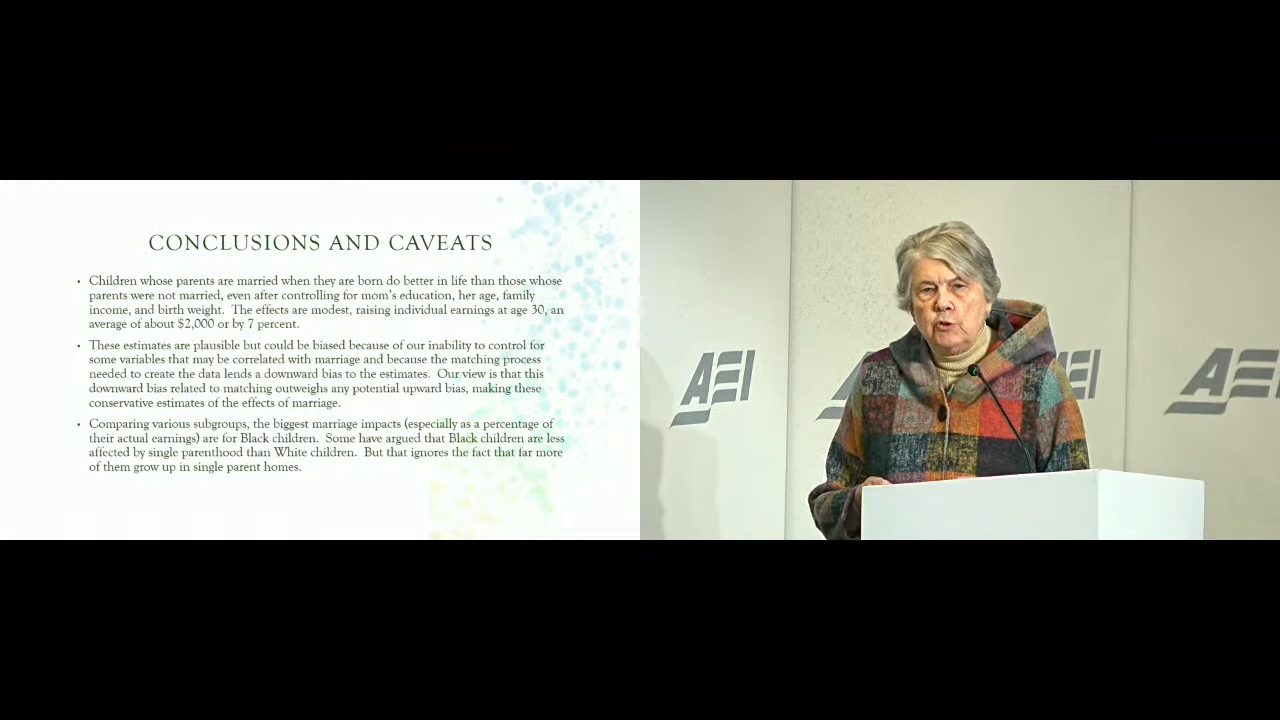 CONCLUSIONS AND CAVEATS
• Children whose parents are married when they are born do better in life than those whose
parents were not married, even after controlling for mom's education, her age, family
income, and birth weight. The effects are modest, raising individual earnings at age 30, an
average of about $2,000 or by 7 percent.
• These estimates are plausible but could be biased because of our inability to control for
some variables that may be correlated with marriage and because the matching process
needed to create the data lends a downward bias to the estimates. Our view is that this
downward bias related to matching outweighs any potential upward bias, making these
conservative estimates of the effects of marriage.
• Comparing various subgroups, the biggest marriage impacts (especially as a percentage of
their actual earnings) are for Black children. Some have argued that Black children are less
affected by single parenthood than White children. But that ignores the fact that far more
of them grow up in single parent homes.
AEI
A
EI
AEI